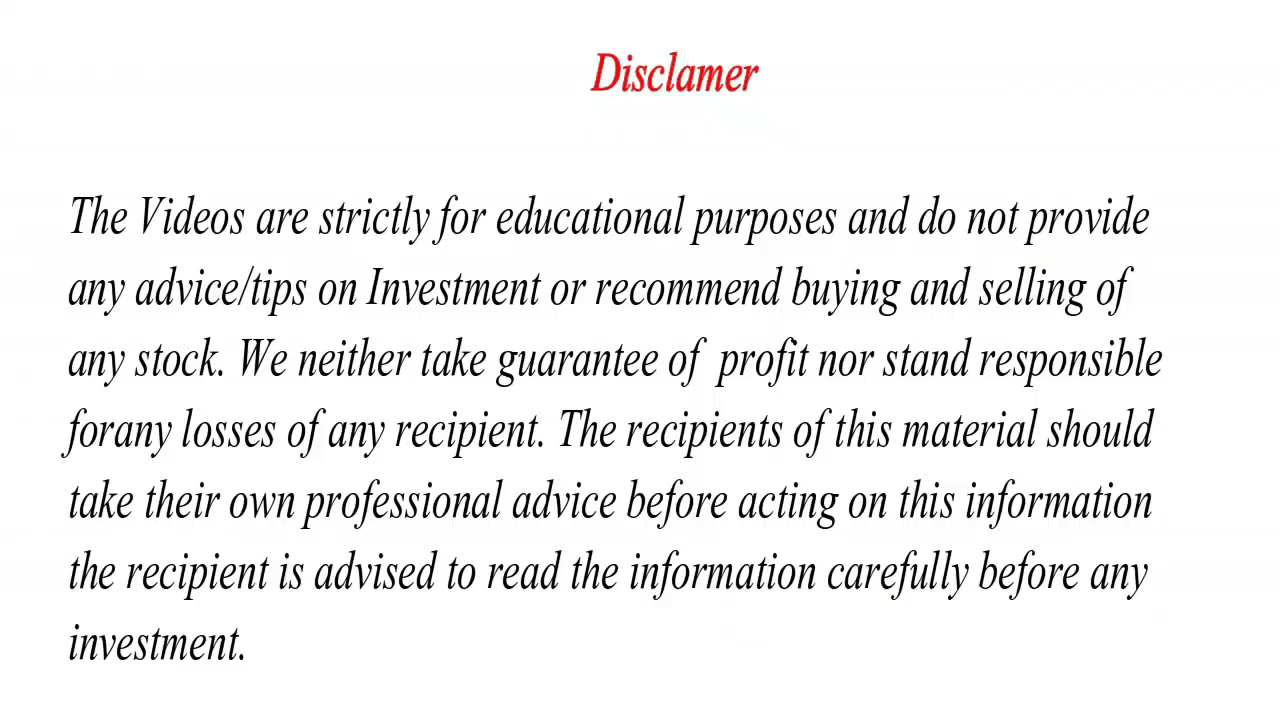 Disclamer
The Videos are strictly for educational purposes and do not provide
any advice/tips on Investment or recommend buying and selling of
any stock. We neither take guarantee of  profit nor stand responsible
forany losses of any recipient. The recipients of this material should
take their own professional advice before acting on this information
the recipient is advised to read the information carefully before any
investment.